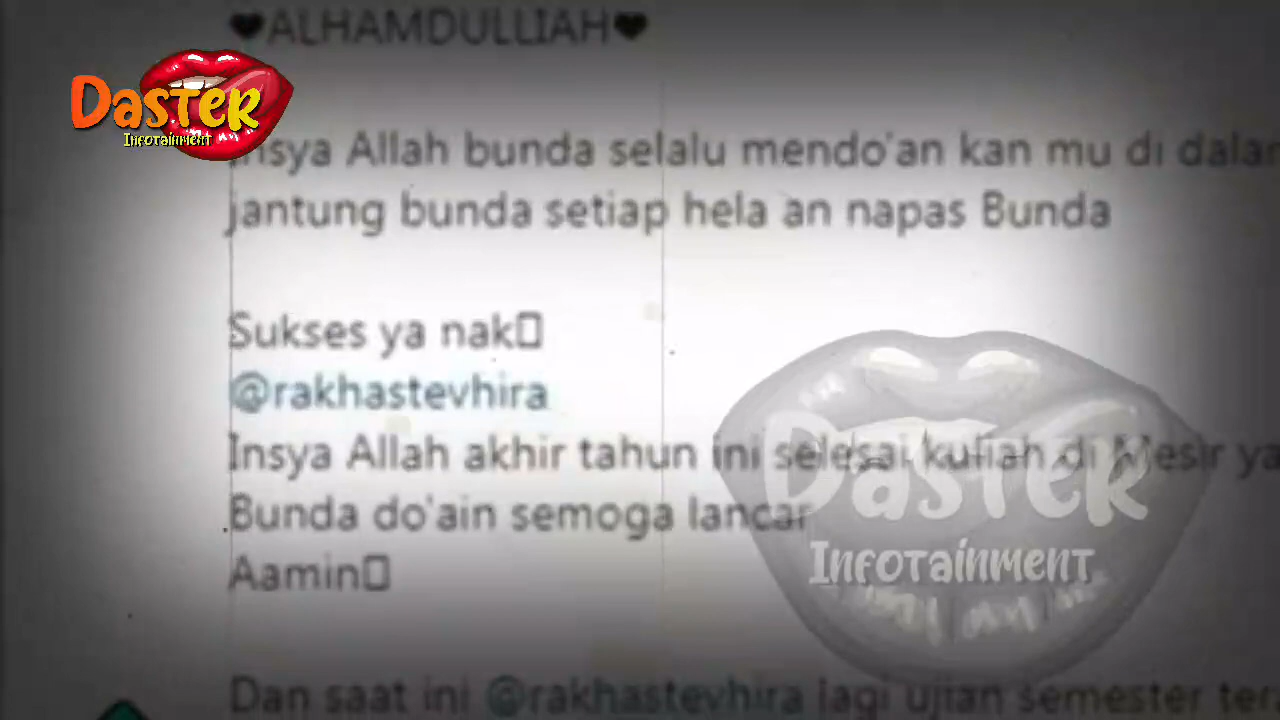 ❤ALHAMDULLIAH❤
DASTER
INFOTAINMENT
Insya Allah bunda selalu mendo'an kan mu di dalam
jantung bunda setiap hela an napas Bunda
Sukses ya nak
@rakhastevhira
Insya Allah akhir tahun ini selesai kuliah di Mesir ya
Bunda do'ain semoga lancar
Aamin
DASTER
INFOTAINMENT
Dan saat ini @rakhastevhira lagi ujian semester